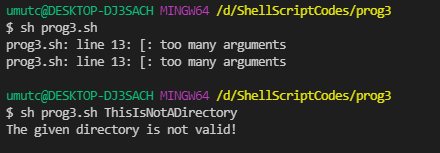 umutc@DESKTOP-DJ3SACH MINGW64 /d/ShellScriptCodes/prog3
$ sh prog3.sh
prog3.sh: line 13: [: too many arguments
prog3.sh: line 13: [: too many arguments
umutc@DESKTOP-DJ3SACH MINGW64 /d/ShellScriptCodes/prog3
$ sh prog3.sh ThisIsNotADirectory
The given directory is not valid!